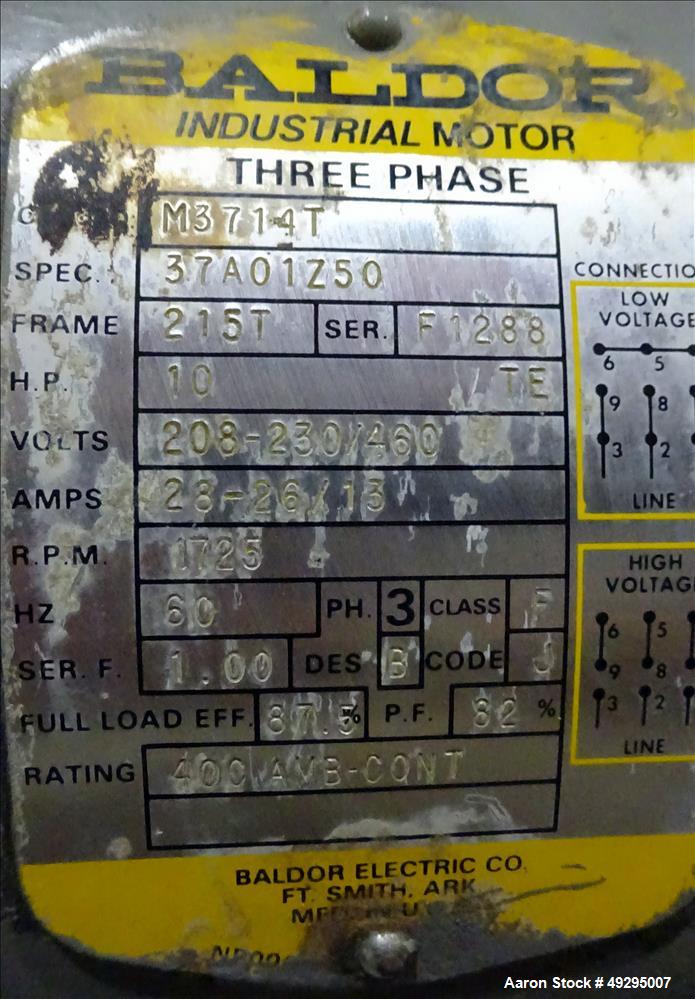 BALDOR
INDUSTRIAL MOTOR
THREE PHASE
M3714T
SPEC. 37A01Z50
FRAME 215T SER. F1288
H.P. 10 TE
VOLTS 208-230/460
AMPS 28-26/13
R.P.M. 1725
HZ 60 PH. 3 CLASS F
SER. F. 1.00 DES B CODE J
FULL LOAD EFF. 87.5 % P.F. 82 %
RATING 40C AMB-CONT
CONNECTIO
LOW
VOLTAGE
6 5
9 8
3 2
LINE
HIGH
VOLTAG
6 5
9 8
3 2
LINE
BALDOR ELECTRIC CO.
FT. SMITH, ARK
MFD. IN U
Aaron Stock # 49295007